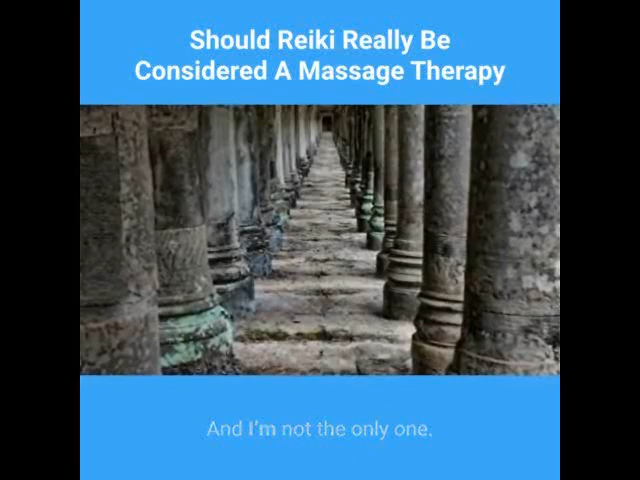 Should Reiki Really Be
Considered A Massage Therapy
And I'm not the only one.